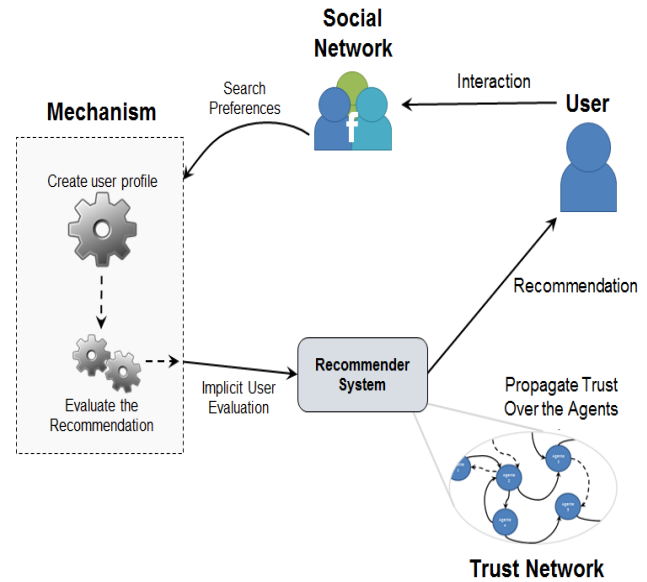 Social
Network
Interaction
User
Search
Preferences
f
Mechanism
Create user profile
Recommendation
Evaluate the
Recommendation
Implicit User
Evaluation
Recommender
System
Propagate Trust
Over the Agents
Trust Network